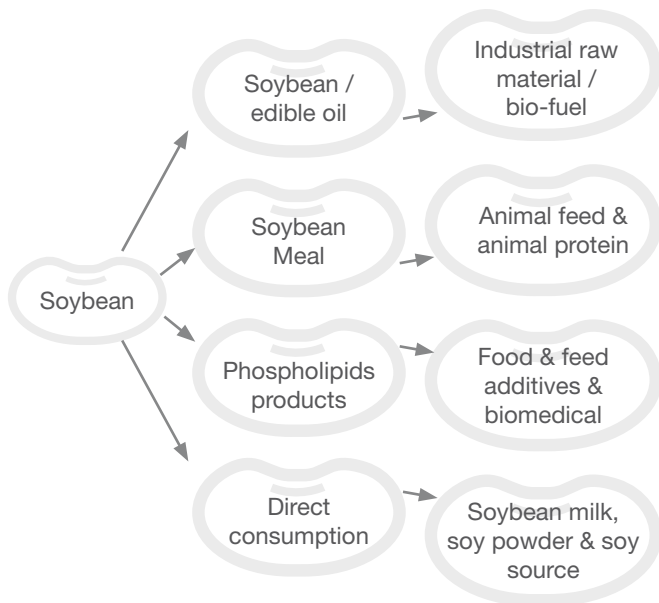 Soybean
Soybean /
edible oil
Industrial raw
material /
bio-fuel
Soybean
Meal
Animal feed &
animal protein
Phospholipids
products
Food & feed
additives &
biomedical
Direct
consumption
Soybean milk,
soy powder & soy
source